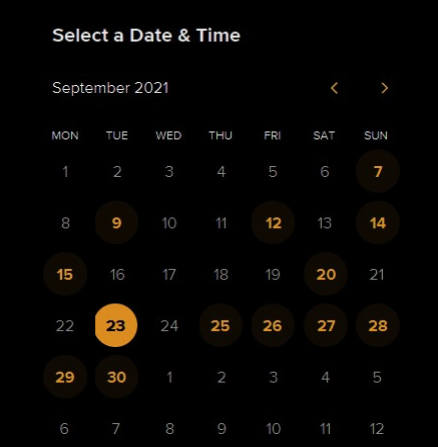 Select a Date & Time
September 2021 < >
MON TUE WED THU FRI SAT SUN
1 2 3 4 5 6 7
8 9 10 11 12 13 14
15 16 17 18 19 20 21
22 23 24 25 26 27 28
29 30 1 2 3 4 5
6 7 8 9 10 11 12